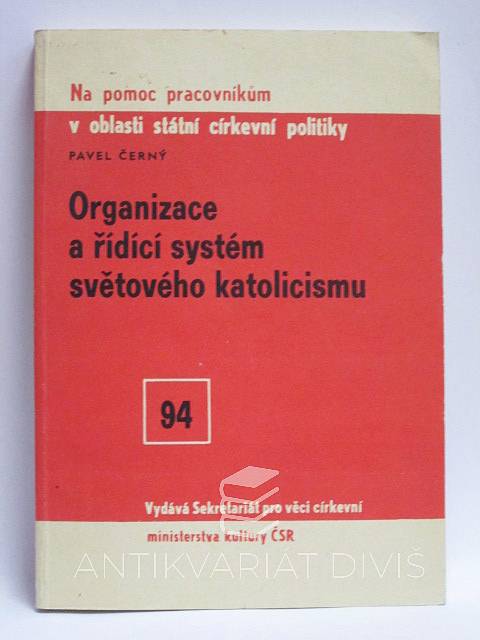 Na pomoc pracovníkům
v oblasti státní církevní politiky
PAVEL ČERNÝ
Organizace
a řídící systém
světového katolicismu
94
Vydává Sekretariát pro věci církevní
ministerstva kultury ČSR
ANTIKVARIÁT DIVIŠ